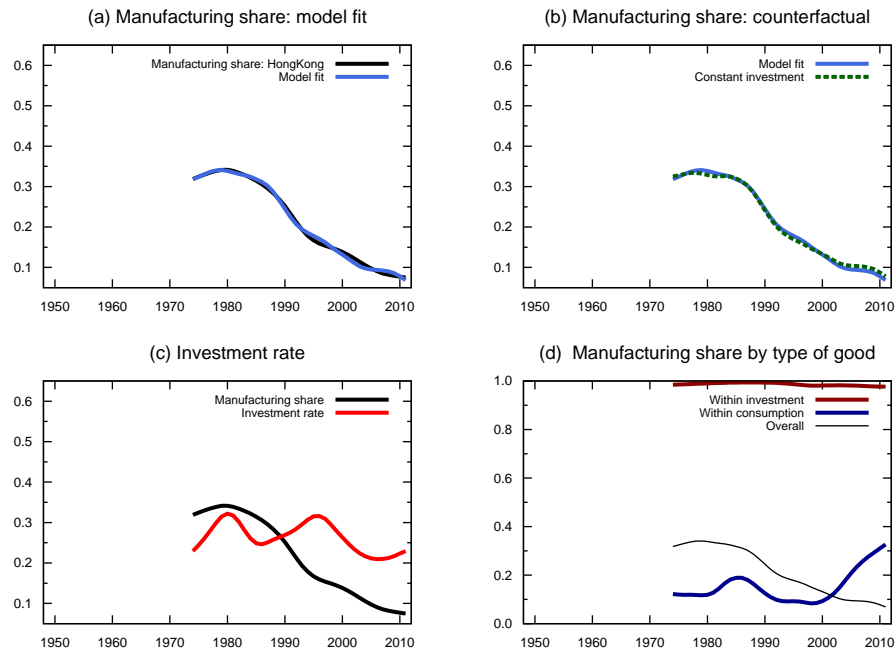 (a) Manufacturing share: model fit
0.6
0.5
0.4
0.3
0.2
0.1
1950 1960 1970 1980 1990 2000 2010
Manufacturing share: HongKong
Model fit
(b) Manufacturing share: counterfactual
0.6
0.5
0.4
0.3
0.2
0.1
1950 1960 1970 1980 1990 2000 2010
Model fit
Constant investment
(c) Investment rate
0.6
0.5
0.4
0.3
0.2
0.1
1950 1960 1970 1980 1990 2000 2010
Manufacturing share
Investment rate
(d) Manufacturing share by type of good
1.0
0.8
0.6
0.4
0.2
0.0
1950 1960 1970 1980 1990 2000 2010
Within investment
Within consumption
Overall